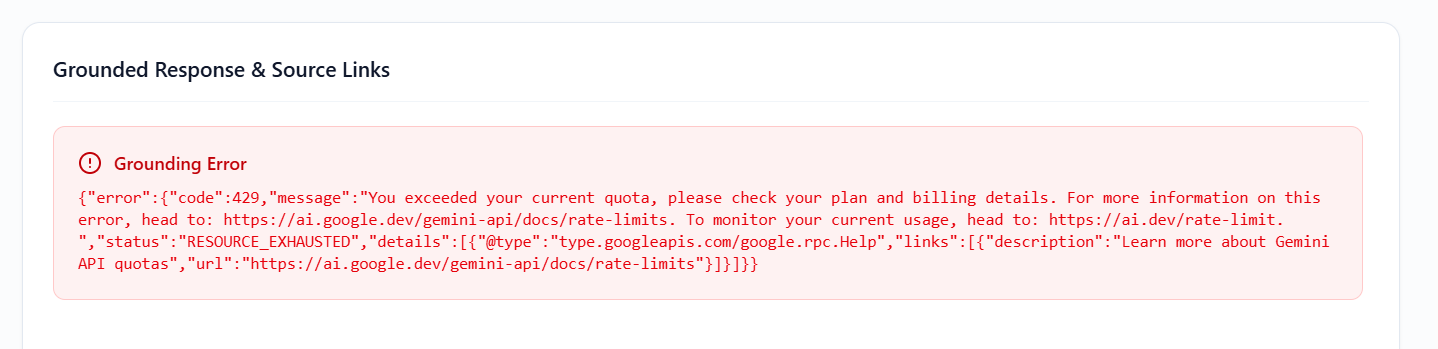 Grounded Response & Source Links
Grounding Error
{"error":{"code":429,"message":"You exceeded your current quota, please check your plan and billing details. For more information on this
error, head to: https://ai.google.dev/gemini-api/docs/rate-limits. To monitor your current usage, head to: https://ai.dev/rate-limit.
","status":"RESOURCE_EXHAUSTED","details":[{"@type":"type.googleapis.com/google.rpc.Help","links":[{"description":"Learn more about Gemini
API quotas","url":"https://ai.google.dev/gemini-api/docs/rate-limits"}]}]}}